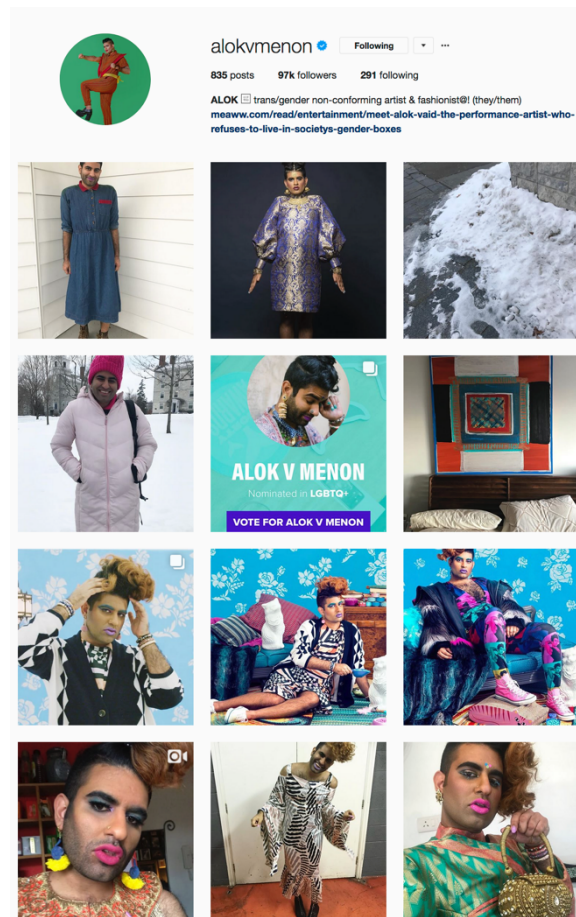 alokvmenon Following
835 posts 97k followers 291 following
ALOK trans/gender non-conforming artist & fashionist@! (they/them)
meaww.com/read/entertainment/meet-alok-vaid-the-performance-artist-who-
refuses-to-live-in-societys-gender-boxes
ALOK V MENON
Nominated in LGBTQ+
VOTE FOR ALOK V MENON